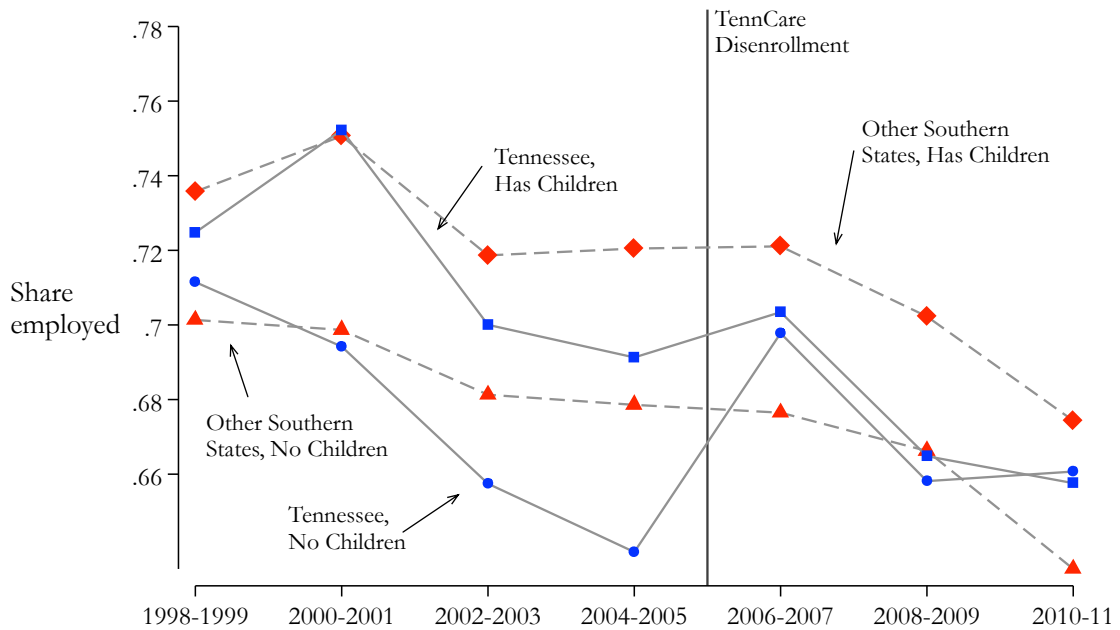 .78
.76
.74
.72
.7
.68
.66
Share
employed
TennCare
Disenrollment
Other Southern
States, Has Children
Tennessee,
Has Children
Other Southern
States, No Children
Tennessee,
No Children
1998-1999 2000-2001 2002-2003 2004-2005 2006-2007 2008-2009 2010-11